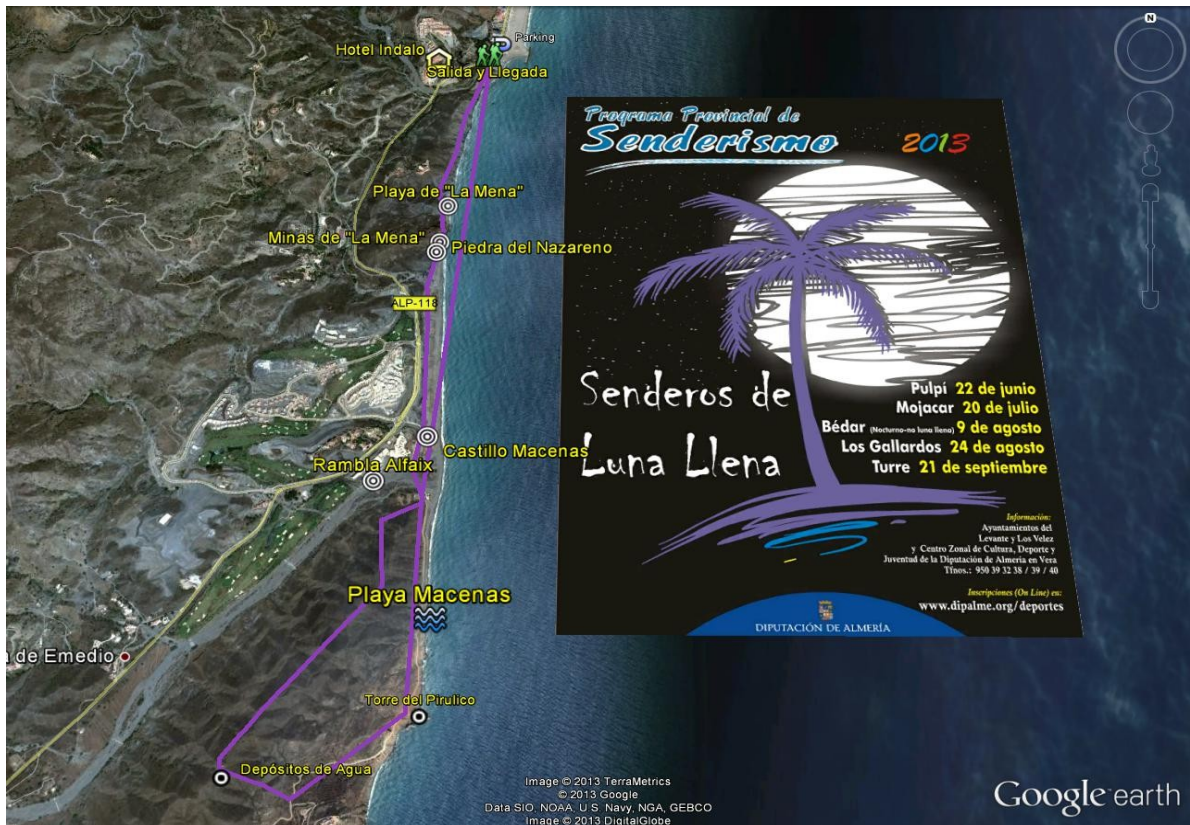 Parking
Hotel Indalo
Salida y Llegada
Playa de "La Mena"
Minas de "La Mena"
Piedra del Nazareno
ALP-118
Castillo Macenas
Rambla Alfaix
Playa Macenas
a de Emedio
Torre del Pirulico
Depósitos de Agua
N
Programa Provincial de
Senderismo 2013
Senderos de
Luna Llena
Pulpí 22 de junio
Mojacar 20 de julio
Bédar (Nocturno-no luna llena) 9 de agosto
Los Gallardos 24 de agosto
Turre 21 de septiembre
Información:
Ayuntamientos del
Levante y Los Velez
y Centro Zonal de Cultura, Deporte y
Juventud de la Diputación de Almería en Vera
Tfnos.: 950 39 32 38 / 39 / 40
Inscripciones (On Line) en:
www.dipalme.org/deportes
DIPUTACIÓN DE ALMERÍA
Image © 2013 TerraMetrics
© 2013 Google
Data SIO, NOAA, U.S. Navy, NGA, GEBCO
Image © 2013 DigitalGlobe
Google earth